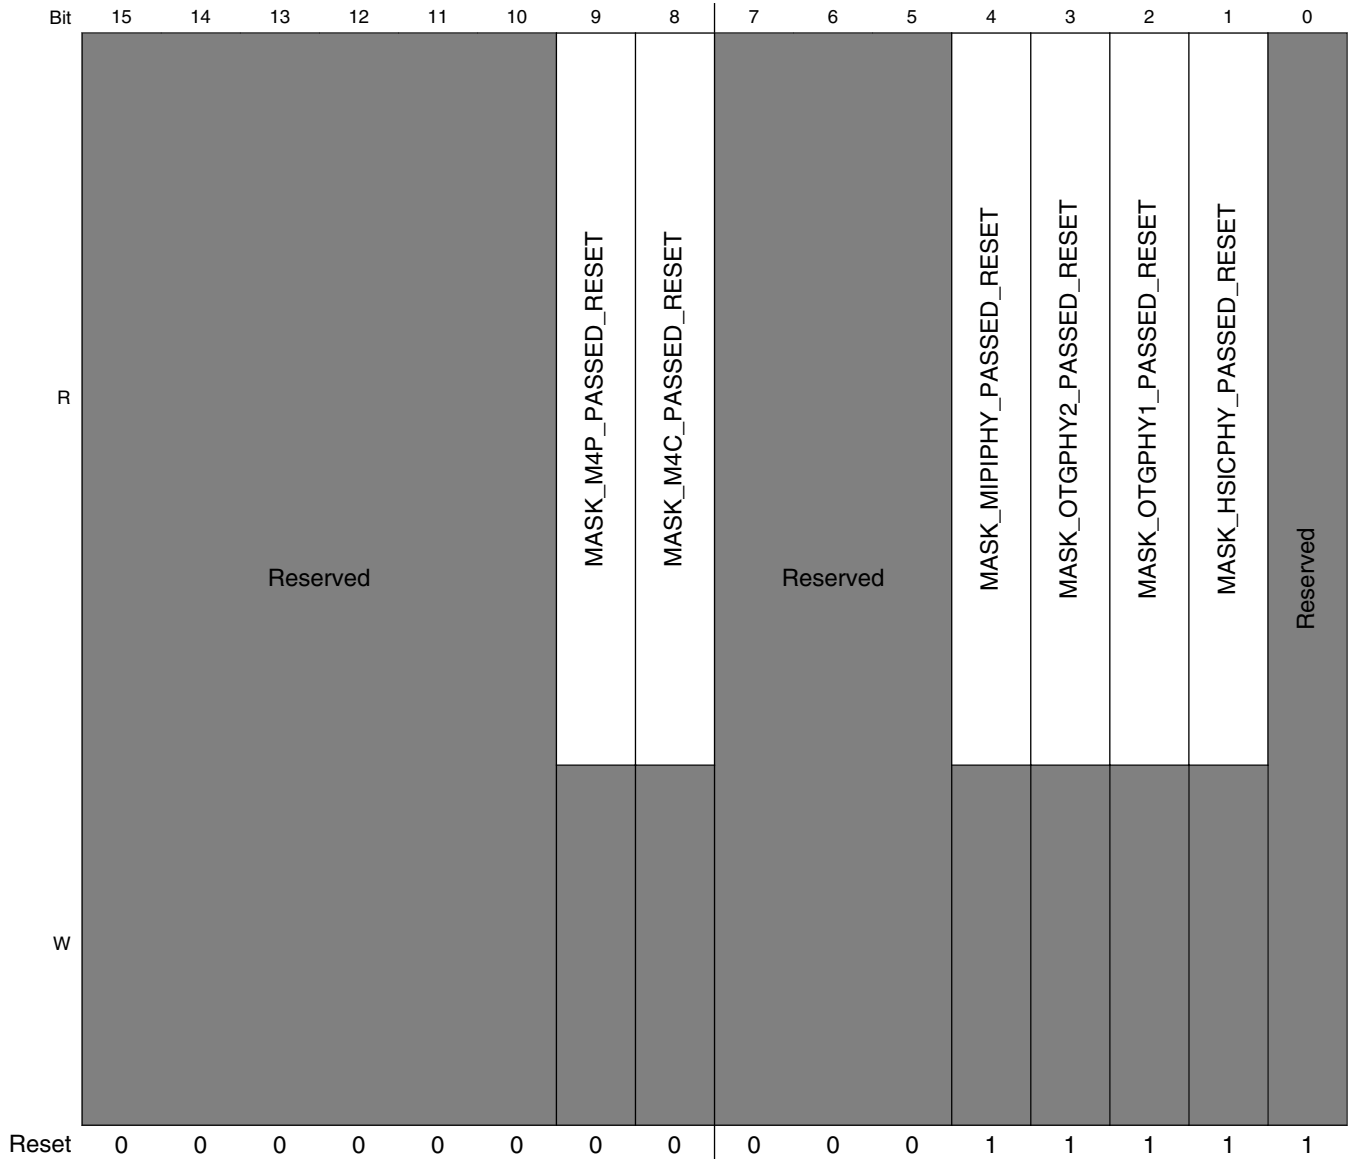 Bit 15 14 13 12 11 10 9 8 7 6 5 4 3 2 1 0
R
Reserved
MASK_M4P_PASSED_RESET
MASK_M4C_PASSED_RESET
Reserved
MASK_MIPIPHY_PASSED_RESET
MASK_OTGPHY2_PASSED_RESET
MASK_OTGPHY1_PASSED_RESET
MASK_HSICPHY_PASSED_RESET
Reserved
W
Reset 0 0 0 0 0 0 0 0 0 0 0 1 1 1 1 1